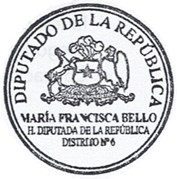 DIPUTADO DE LA REPÚBLICA
MARÍA FRANCISCA BELLO
H. DIPUTADA DE LA REPÚBLICA
DISTRITO Nº 6